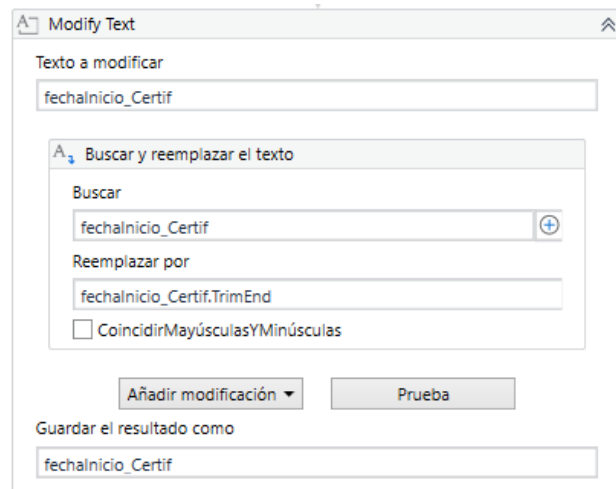 Modify Text
Texto a modificar
fechaInicio_Certif
Buscar y reemplazar el texto
Buscar
fechaInicio_Certif
Reemplazar por
fechaInicio_Certif.TrimEnd
CoincidirMayúsculasYMinúsculas
Añadir modificación Prueba
Guardar el resultado como
fechaInicio_Certif